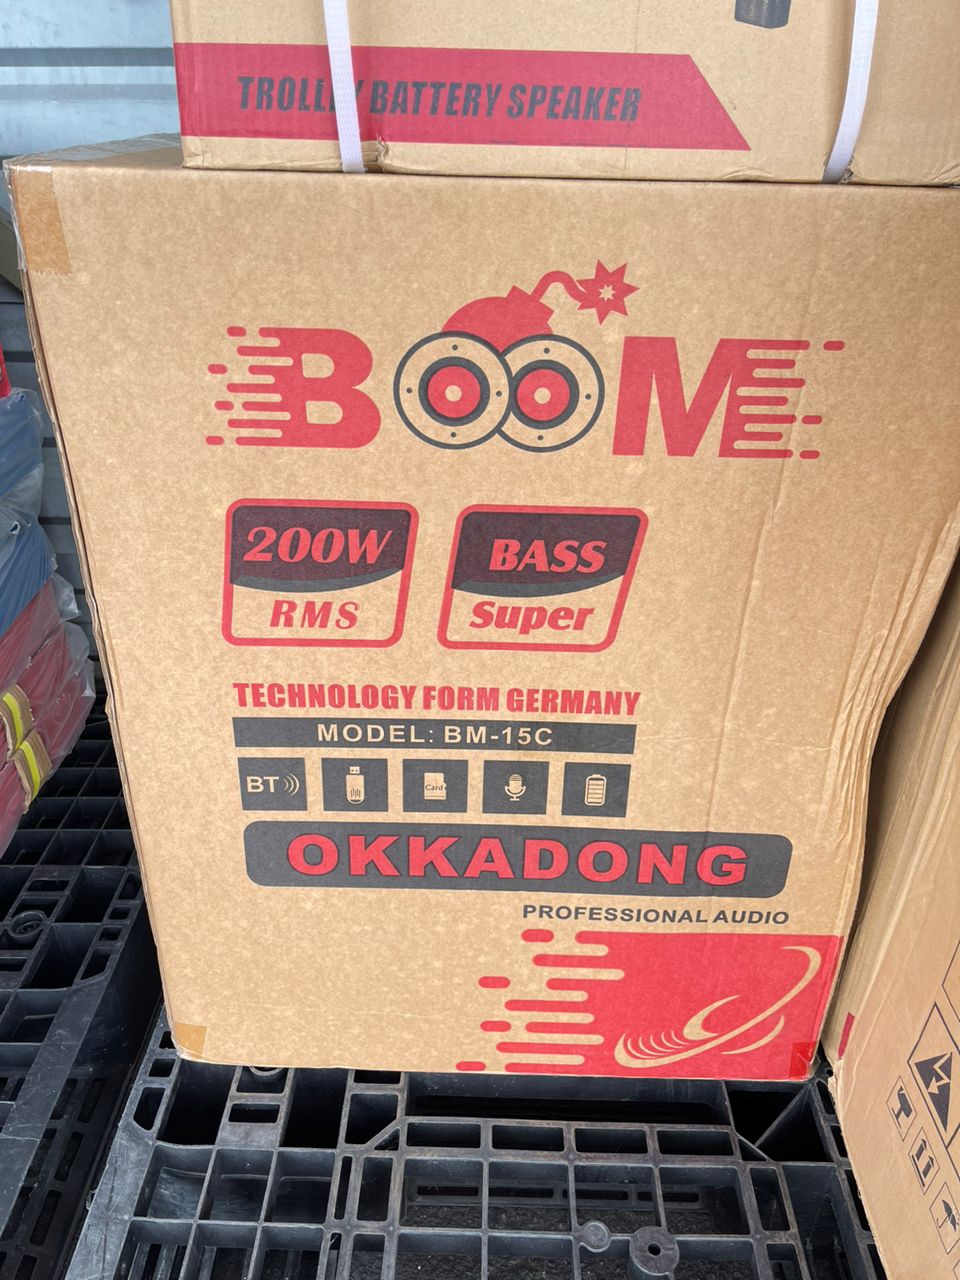 TROLLEY BATTERY SPEAKER
BOOM
200W
RMS
BASS
Super
TECHNOLOGY FORM GERMANY
MODEL: BM-15C
BT
Card
OKKADONG
PROFESSIONAL AUDIO